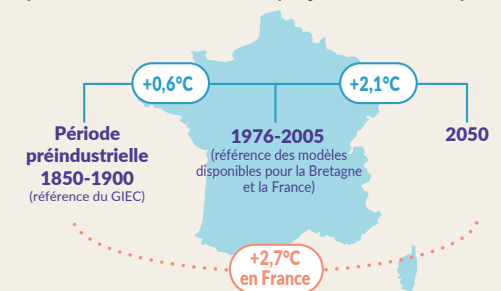 +0,6°C
+2,1°C
Période
préindustrielle
1850-1900
(référence du GIEC)
1976-2005
(référence des modèles
disponibles pour la Bretagne
et la France)
2050
+2,7°C
en France